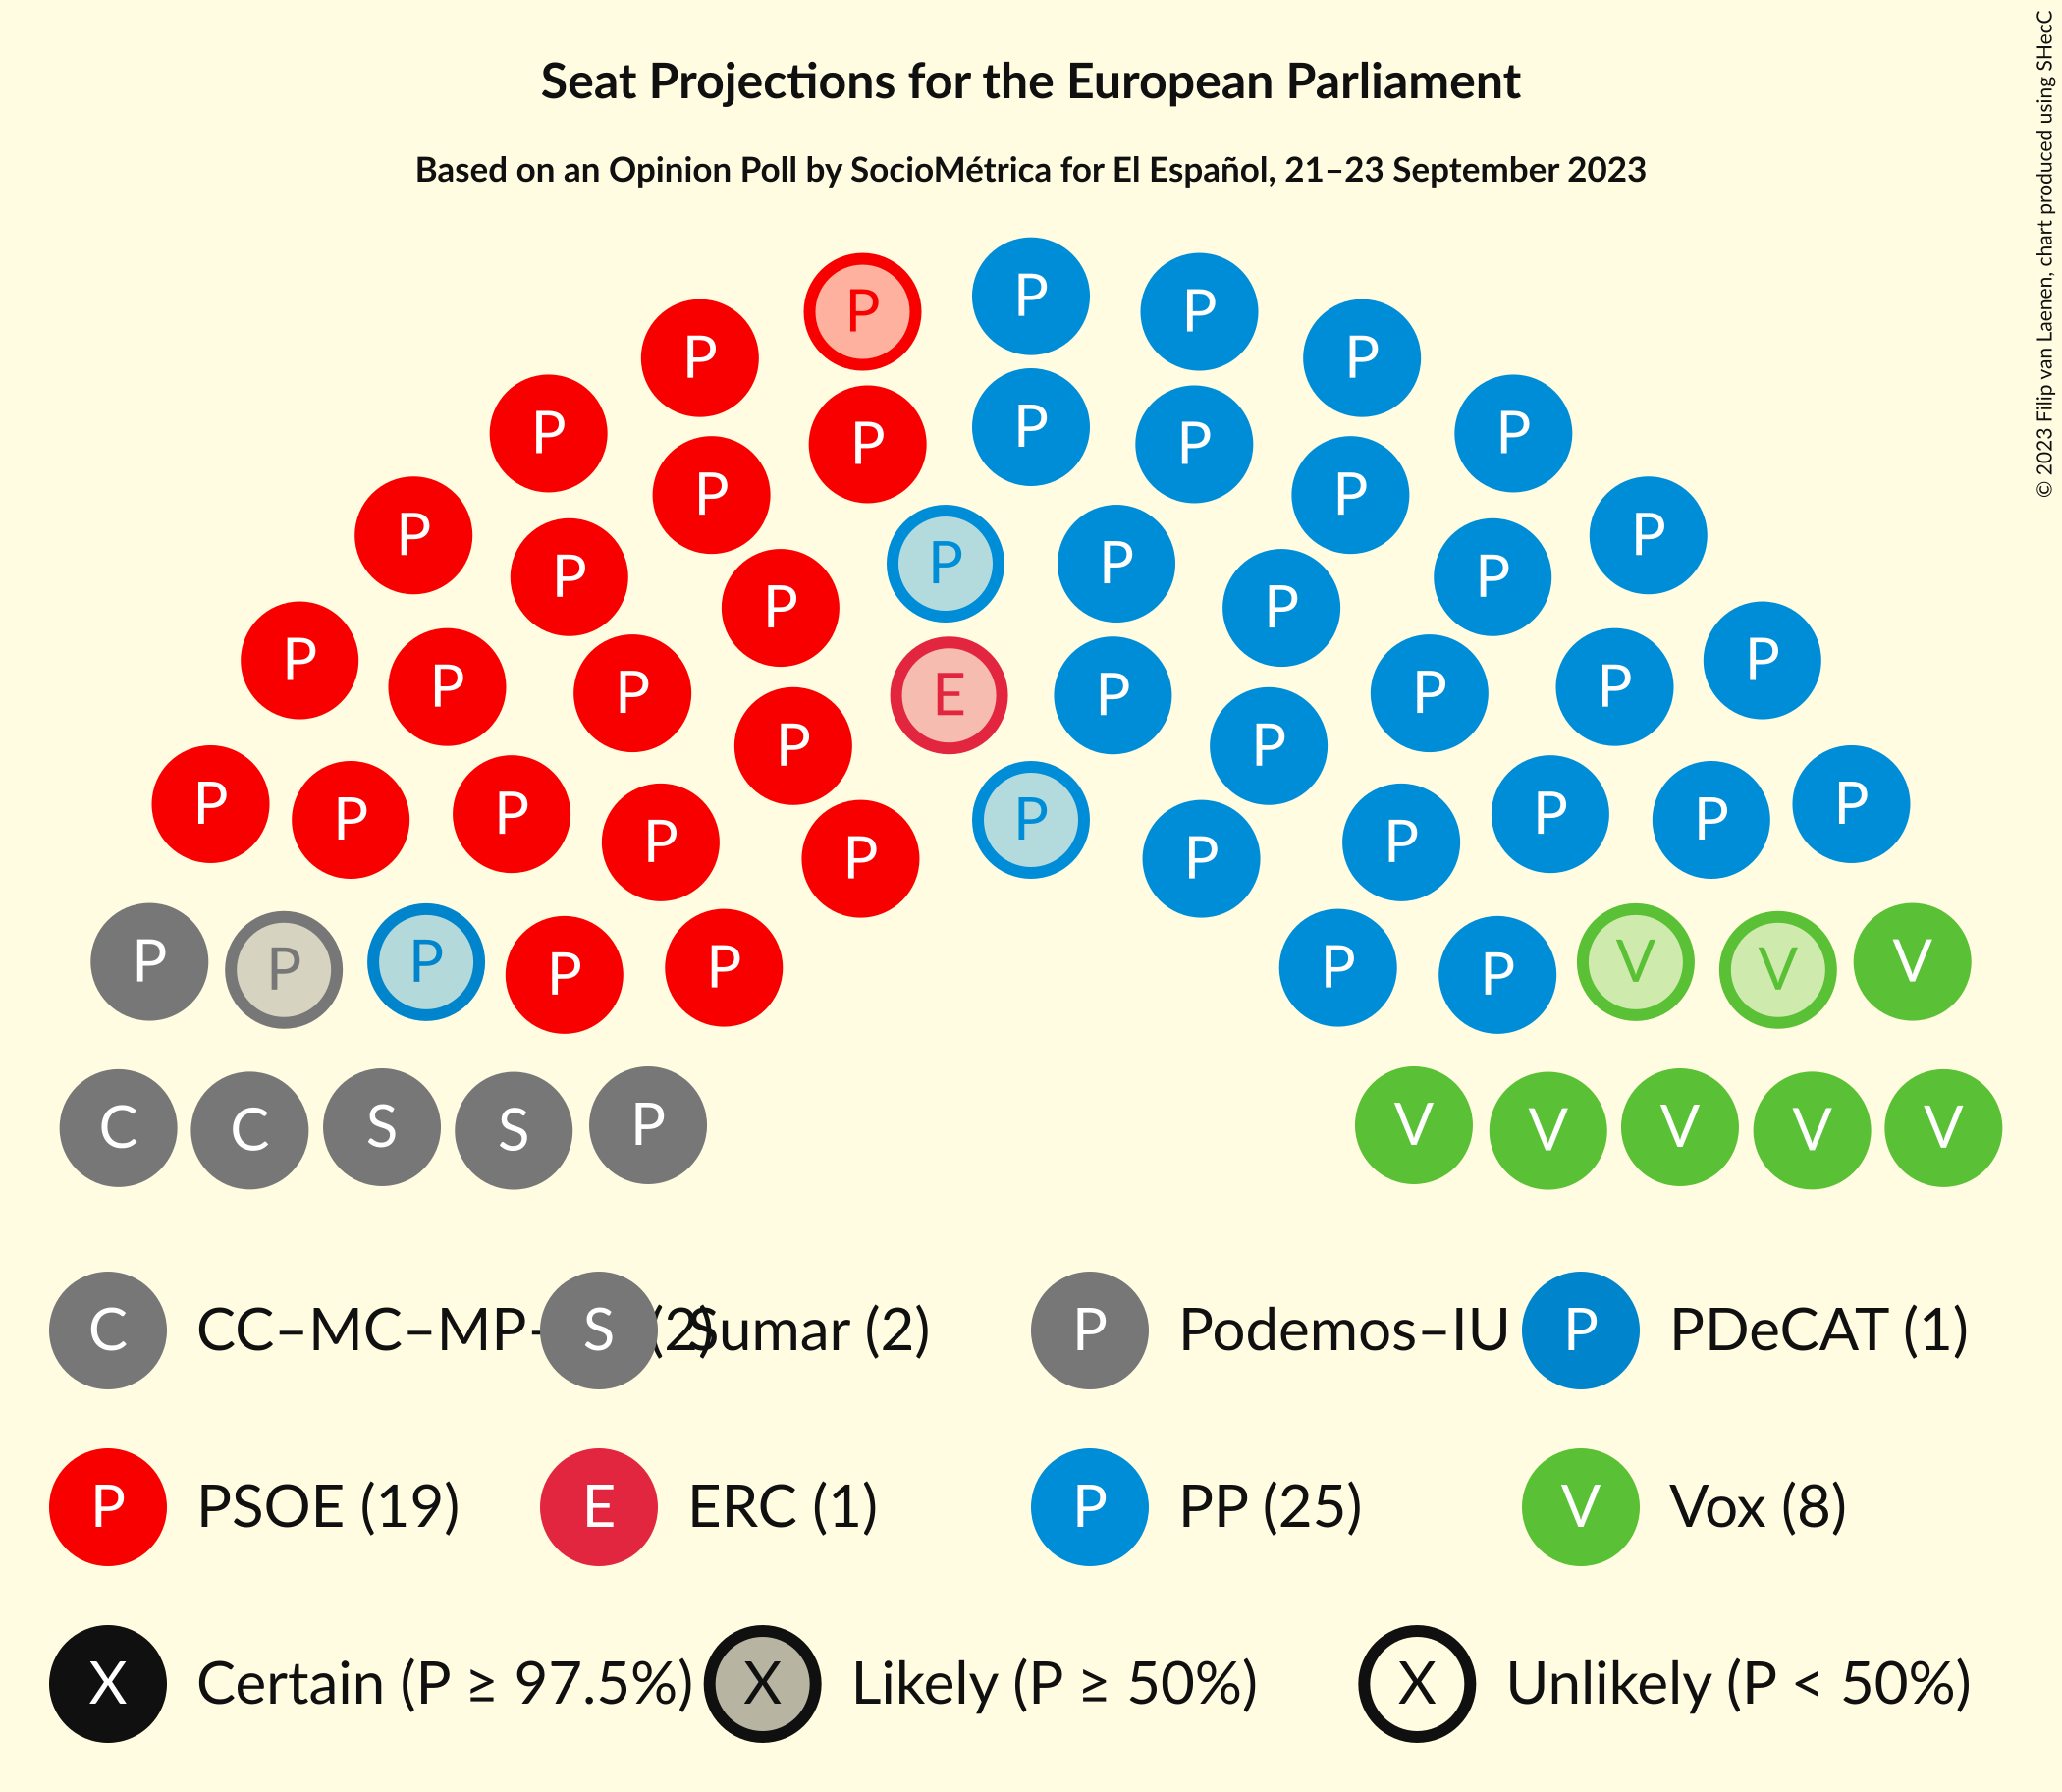 Seat Projections for the European Parliament
Based on an Opinion Poll by SocioMétrica for El Español, 21–23 September 2023
© 2023 Filip van Laenen, chart produced using SHecC
P
P P
P P
P P
P P
P P
P P
P P
P P
P P
P P
P P
P P
P P
E P
P P
P P
P P
P P
P P
P P
P
P P
P P
P P P P P P P V V V
C C S S P V V V V V
C CC–MC–MP– (2) S Sumar (2) P Podemos–IU P PDeCAT (1)
P PSOE (19) E ERC (1) P PP (25) V Vox (8)
X Certain (P ≥ 97.5%) X Likely (P ≥ 50%) X Unlikely (P < 50%)